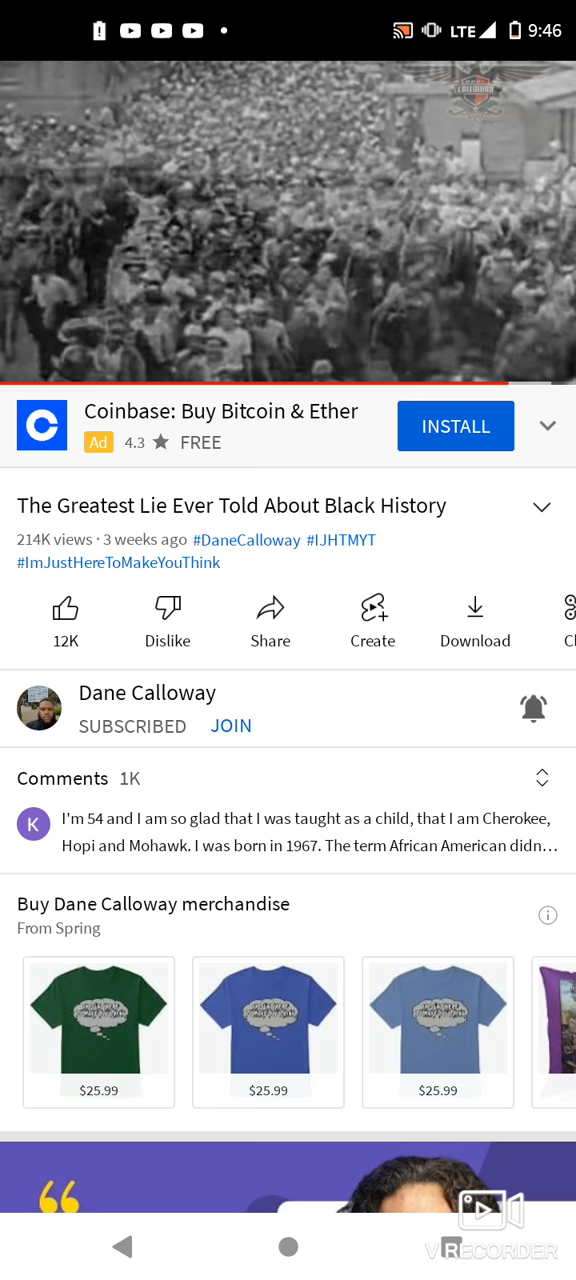 LTE 9:46
Coinbase: Buy Bitcoin & Ether
Ad 4.3 ★ FREE
INSTALL
The Greatest Lie Ever Told About Black History
214K views · 3 weeks ago #DaneCalloway #IJHTMYT
#ImJustHereToMakeYouThink
12K Dislike Share Create Download Cl
Dane Calloway
SUBSCRIBED JOIN
Comments 1K
K
I'm 54 and I am so glad that I was taught as a child, that I am Cherokee,
Hopi and Mohawk. I was born in 1967. The term African American didn…
Buy Dane Calloway merchandise
From Spring
$25.99 $25.99 $25.99
VRECORDER